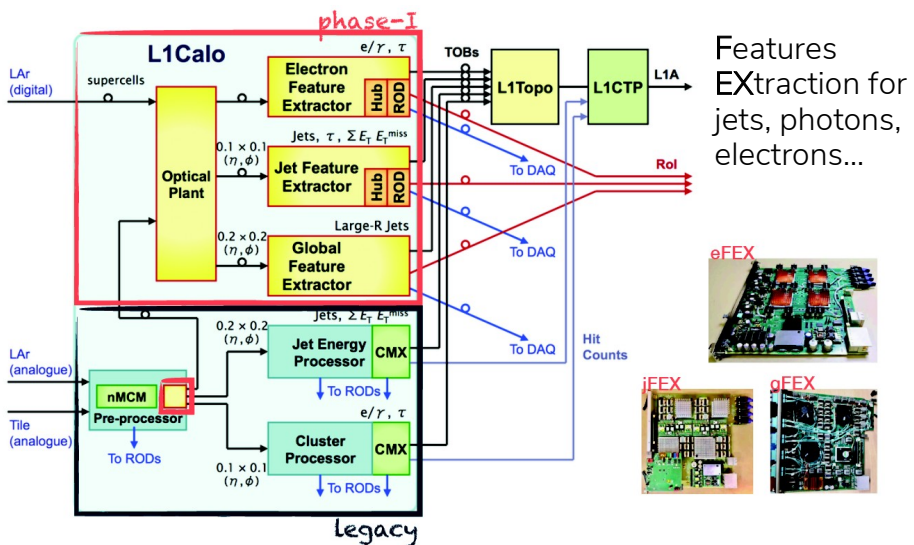 phase-I
L1Calo
LAr
(digital)
supercells
Optical
Plant
e/γ, τ
Electron
Feature
Extractor
Hub
ROD
0.1 × 0.1
(η,ϕ)
Jets, τ, Σ E_T E_T^miss
Jet Feature
Extractor
Hub
ROD
0.2 × 0.2
(η,ϕ)
Large-R Jets
Global
Feature
Extractor
TOBs
L1Topo
L1CTP
L1A
To DAQ
RoI
To DAQ
To DAQ
Hit
Counts
Features
EXtraction for
jets, photons,
electrons...
eFEX
jFEX
gFEX
LAr
(analogue)
Tile
(analogue)
nMCM
Pre-processor
To RODs
0.2 × 0.2
(η,ϕ)
Jets, Σ E_T E_T^miss
Jet Energy
Processor
CMX
To RODs
0.1 × 0.1
(η,ϕ)
e/γ, τ
Cluster
Processor
CMX
To RODs
legacy